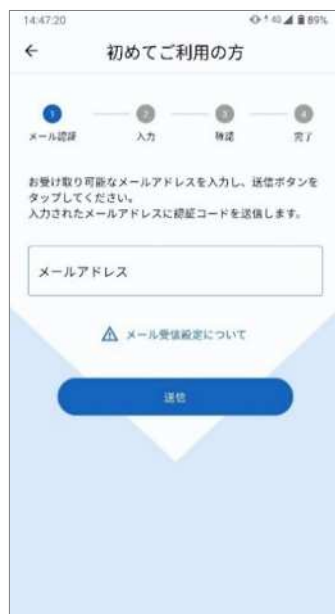 14:47:20 4G 89%
← 初めてご利用の方
1 2 3 4
メール認証 入力 確認 完了
お受け取り可能なメールアドレスを入力し、送信ボタンを
タップしてください。
入力されたメールアドレスに認証コードを送信します。
メールアドレス
メール受信設定について
送信